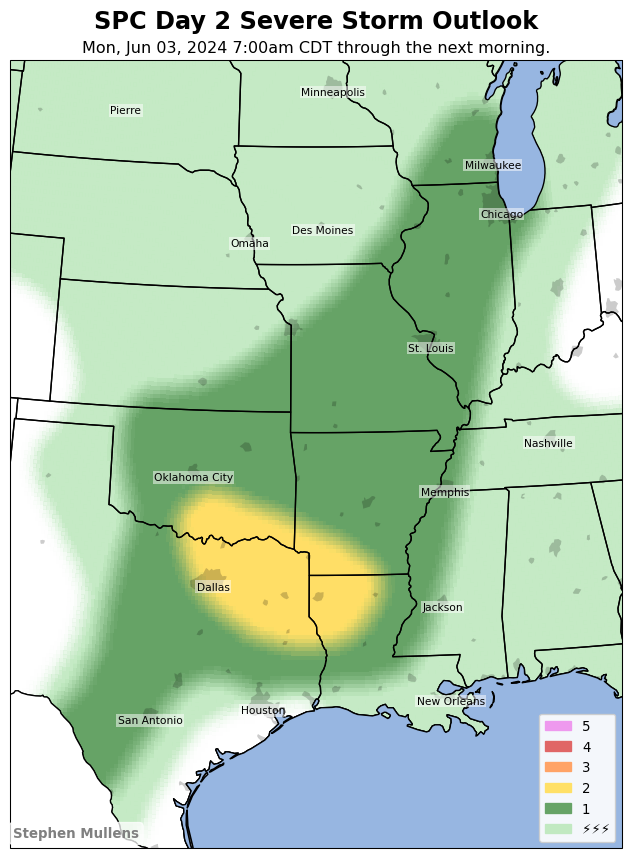 SPC Day 2 Severe Storm Outlook
Mon, Jun 03, 2024 7:00am CDT through the next morning.
Minneapolis
Pierre
Milwaukee
Chicago
Des Moines
Omaha
St. Louis
Nashville
Oklahoma City
Memphis
Dallas
Jackson
New Orleans
Houston
San Antonio
5
4
3
2
1
⚡⚡⚡
Stephen Mullens